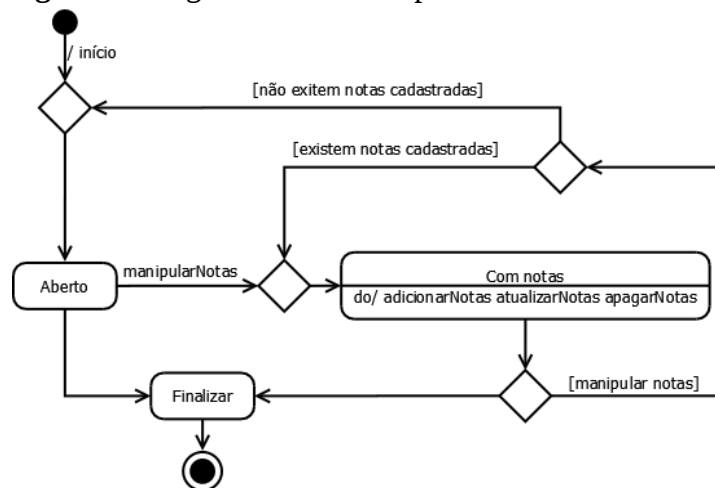 / início
[não exitem notas cadastradas]
[existem notas cadastradas]
Aberto
manipularNotas
Com notas
do/ adicionarNotas atualizarNotas apagarNotas
Finalizar
[manipular notas]